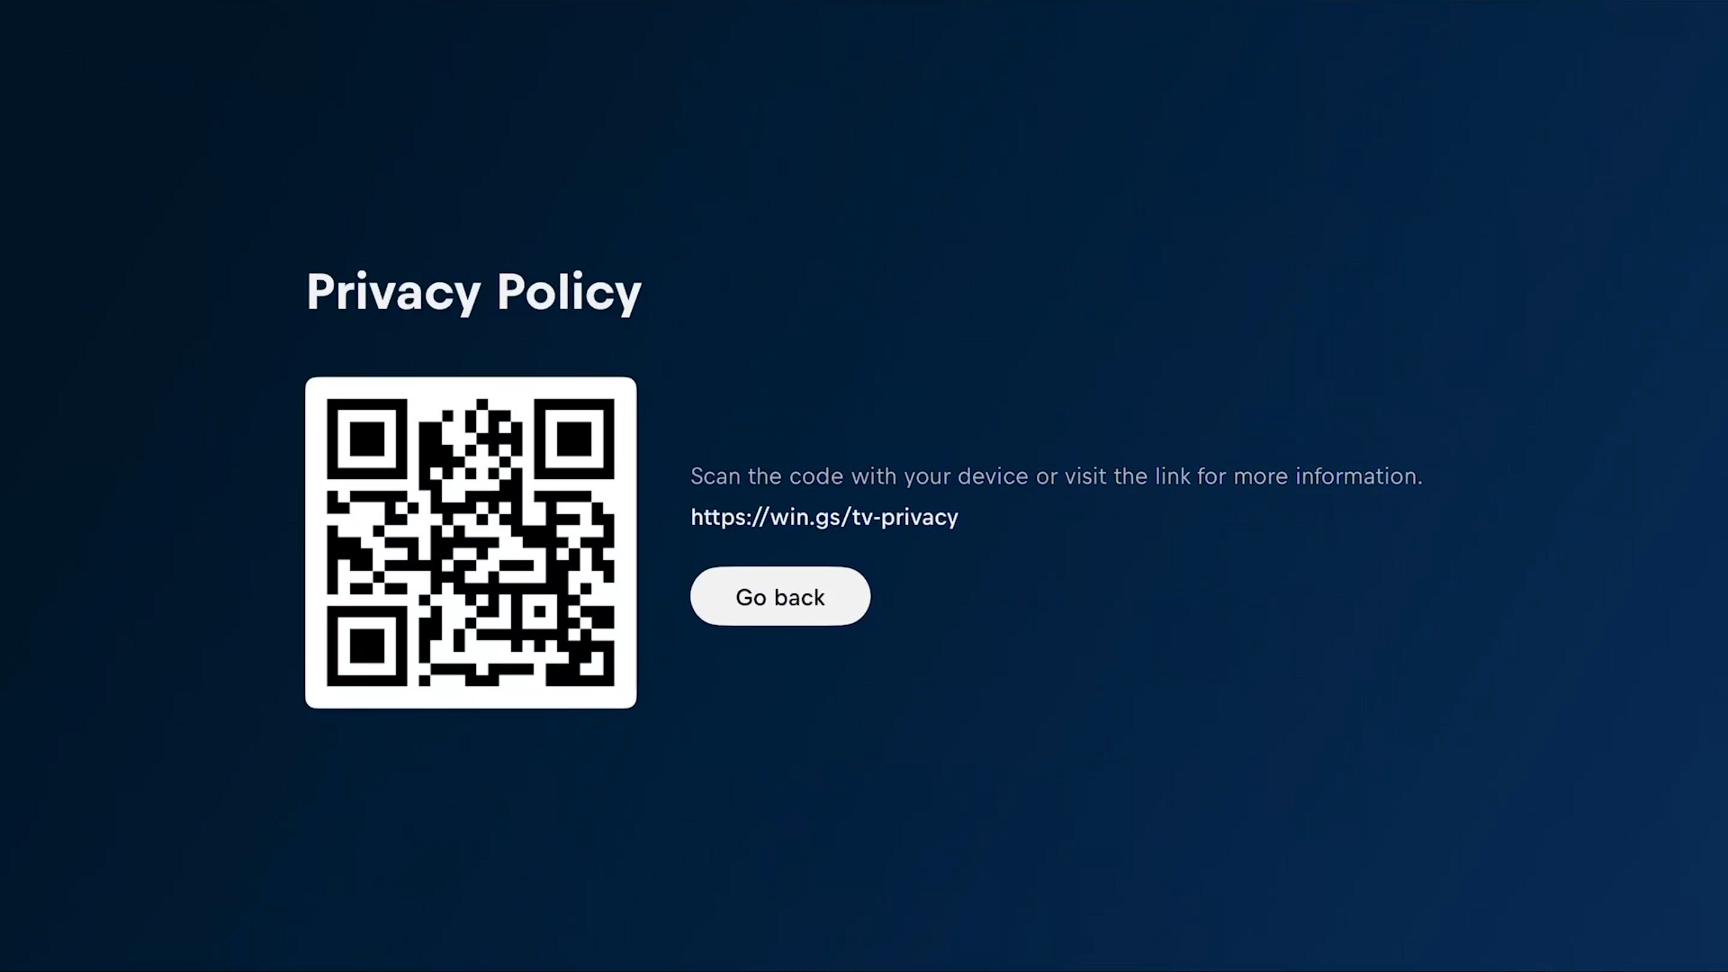 Privacy Policy
Scan the code with your device or visit the link for more information.
https://win.gs/tv-privacy
Go back